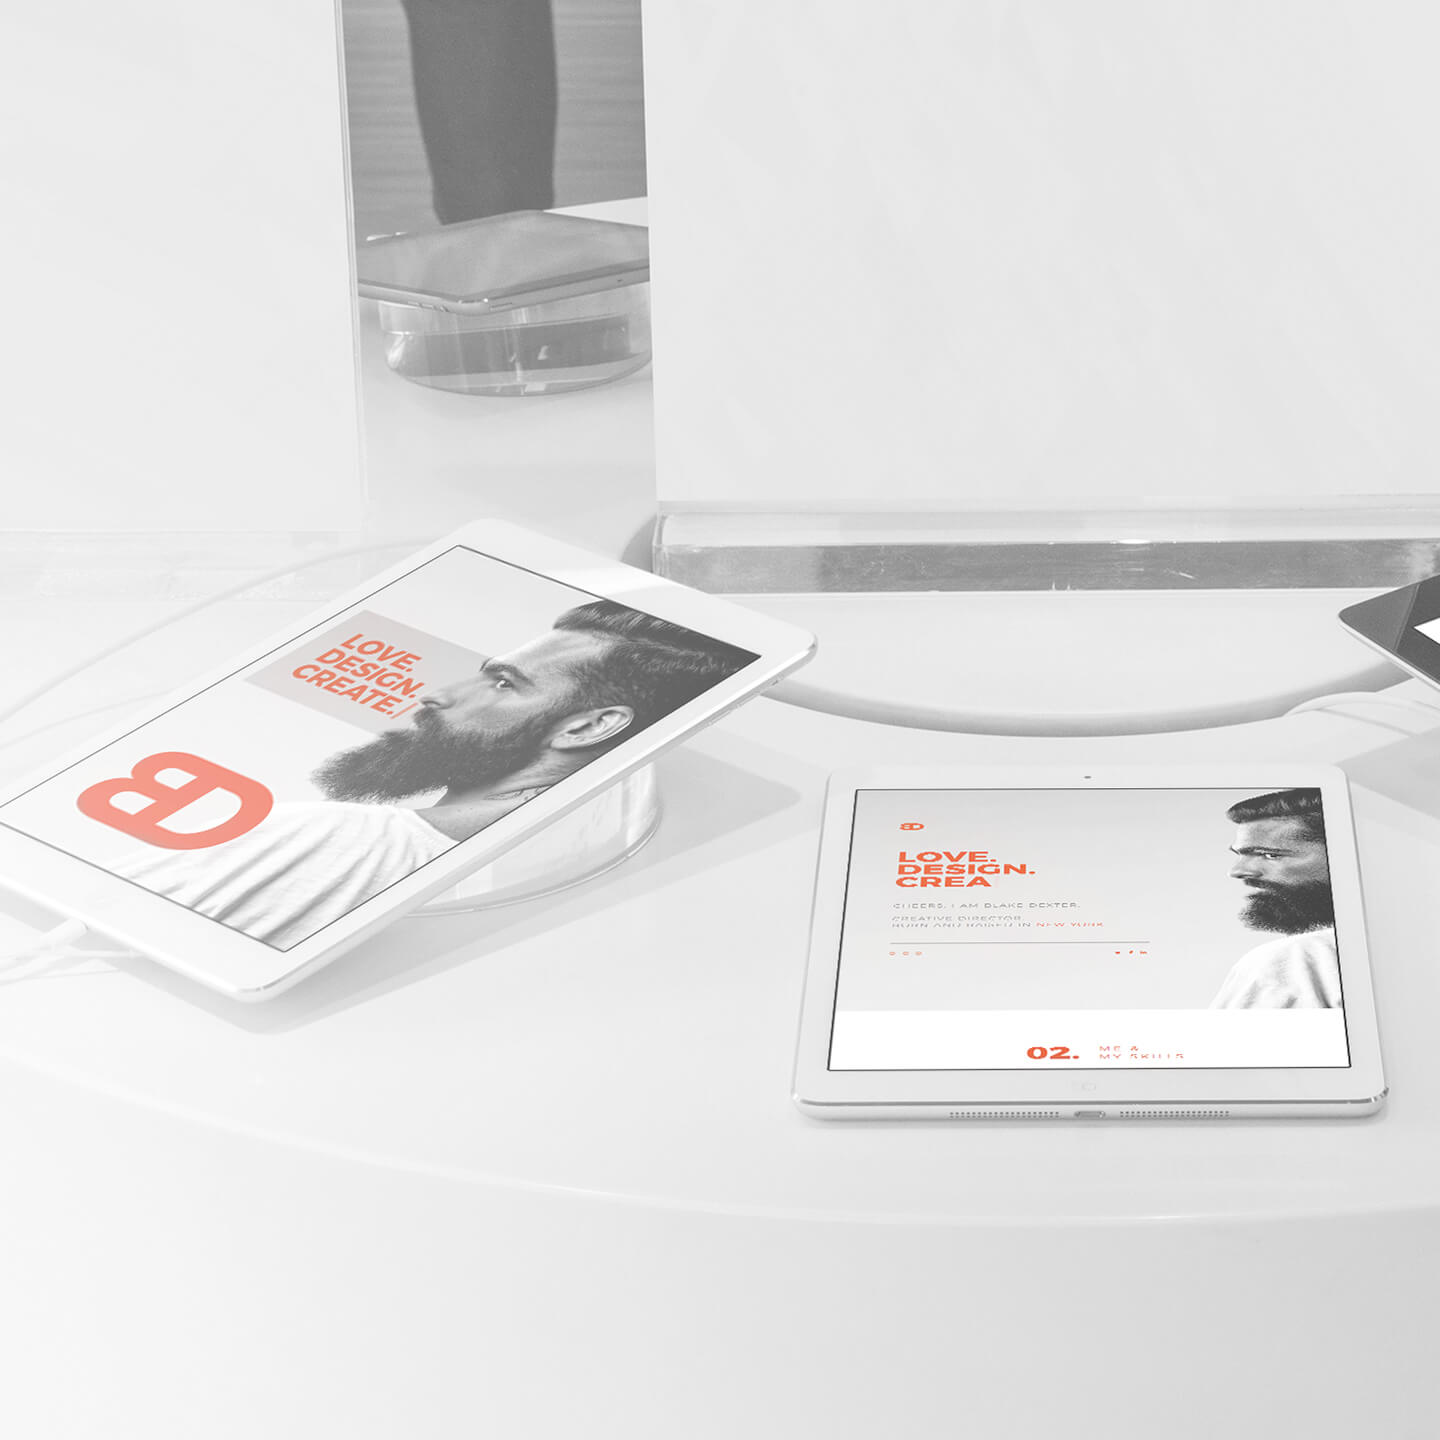 LOVE.
DESIGN.
CREATE.
BD
BD
LOVE.
DESIGN.
CREA
CHEERS, I AM BLAKE DEXTER.
CREATIVE DIRECTOR
BORN AND RAISED IN NEW YORK
02.
ME &
MY SKILLS